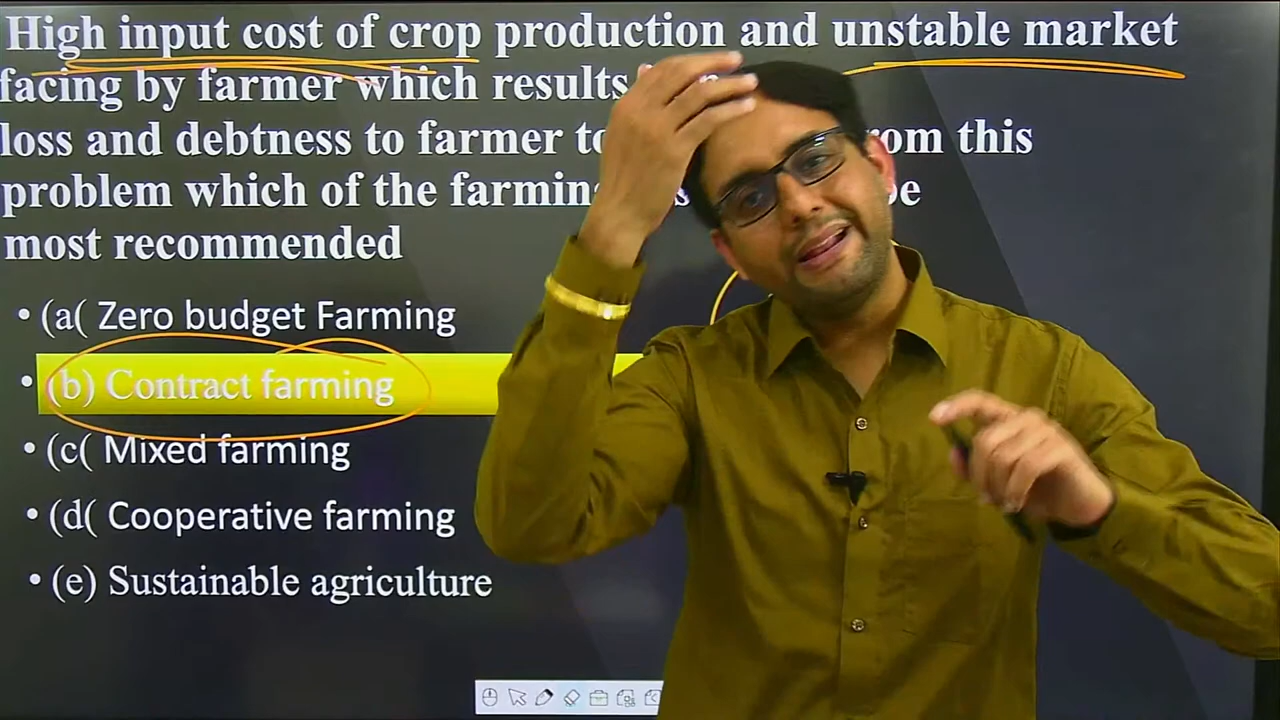 High input cost of crop production and unstable market
facing by farmer which results
loss and debtness to farmer to om this
problem which of the farming be
most recommended
• (a( Zero budget Farming
• (b) Contract farming
• (c( Mixed farming
• (d( Cooperative farming
• (e) Sustainable agriculture